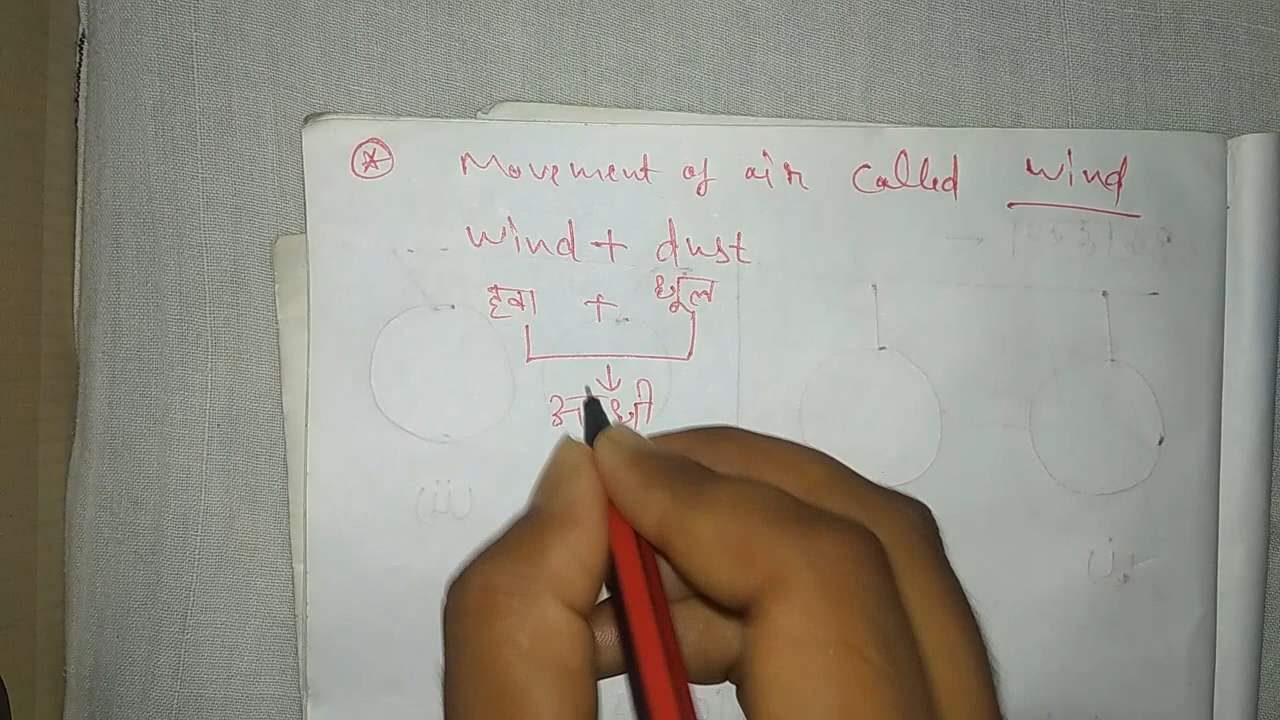 Movement of air called wind
wind + dust
हवा + धूल